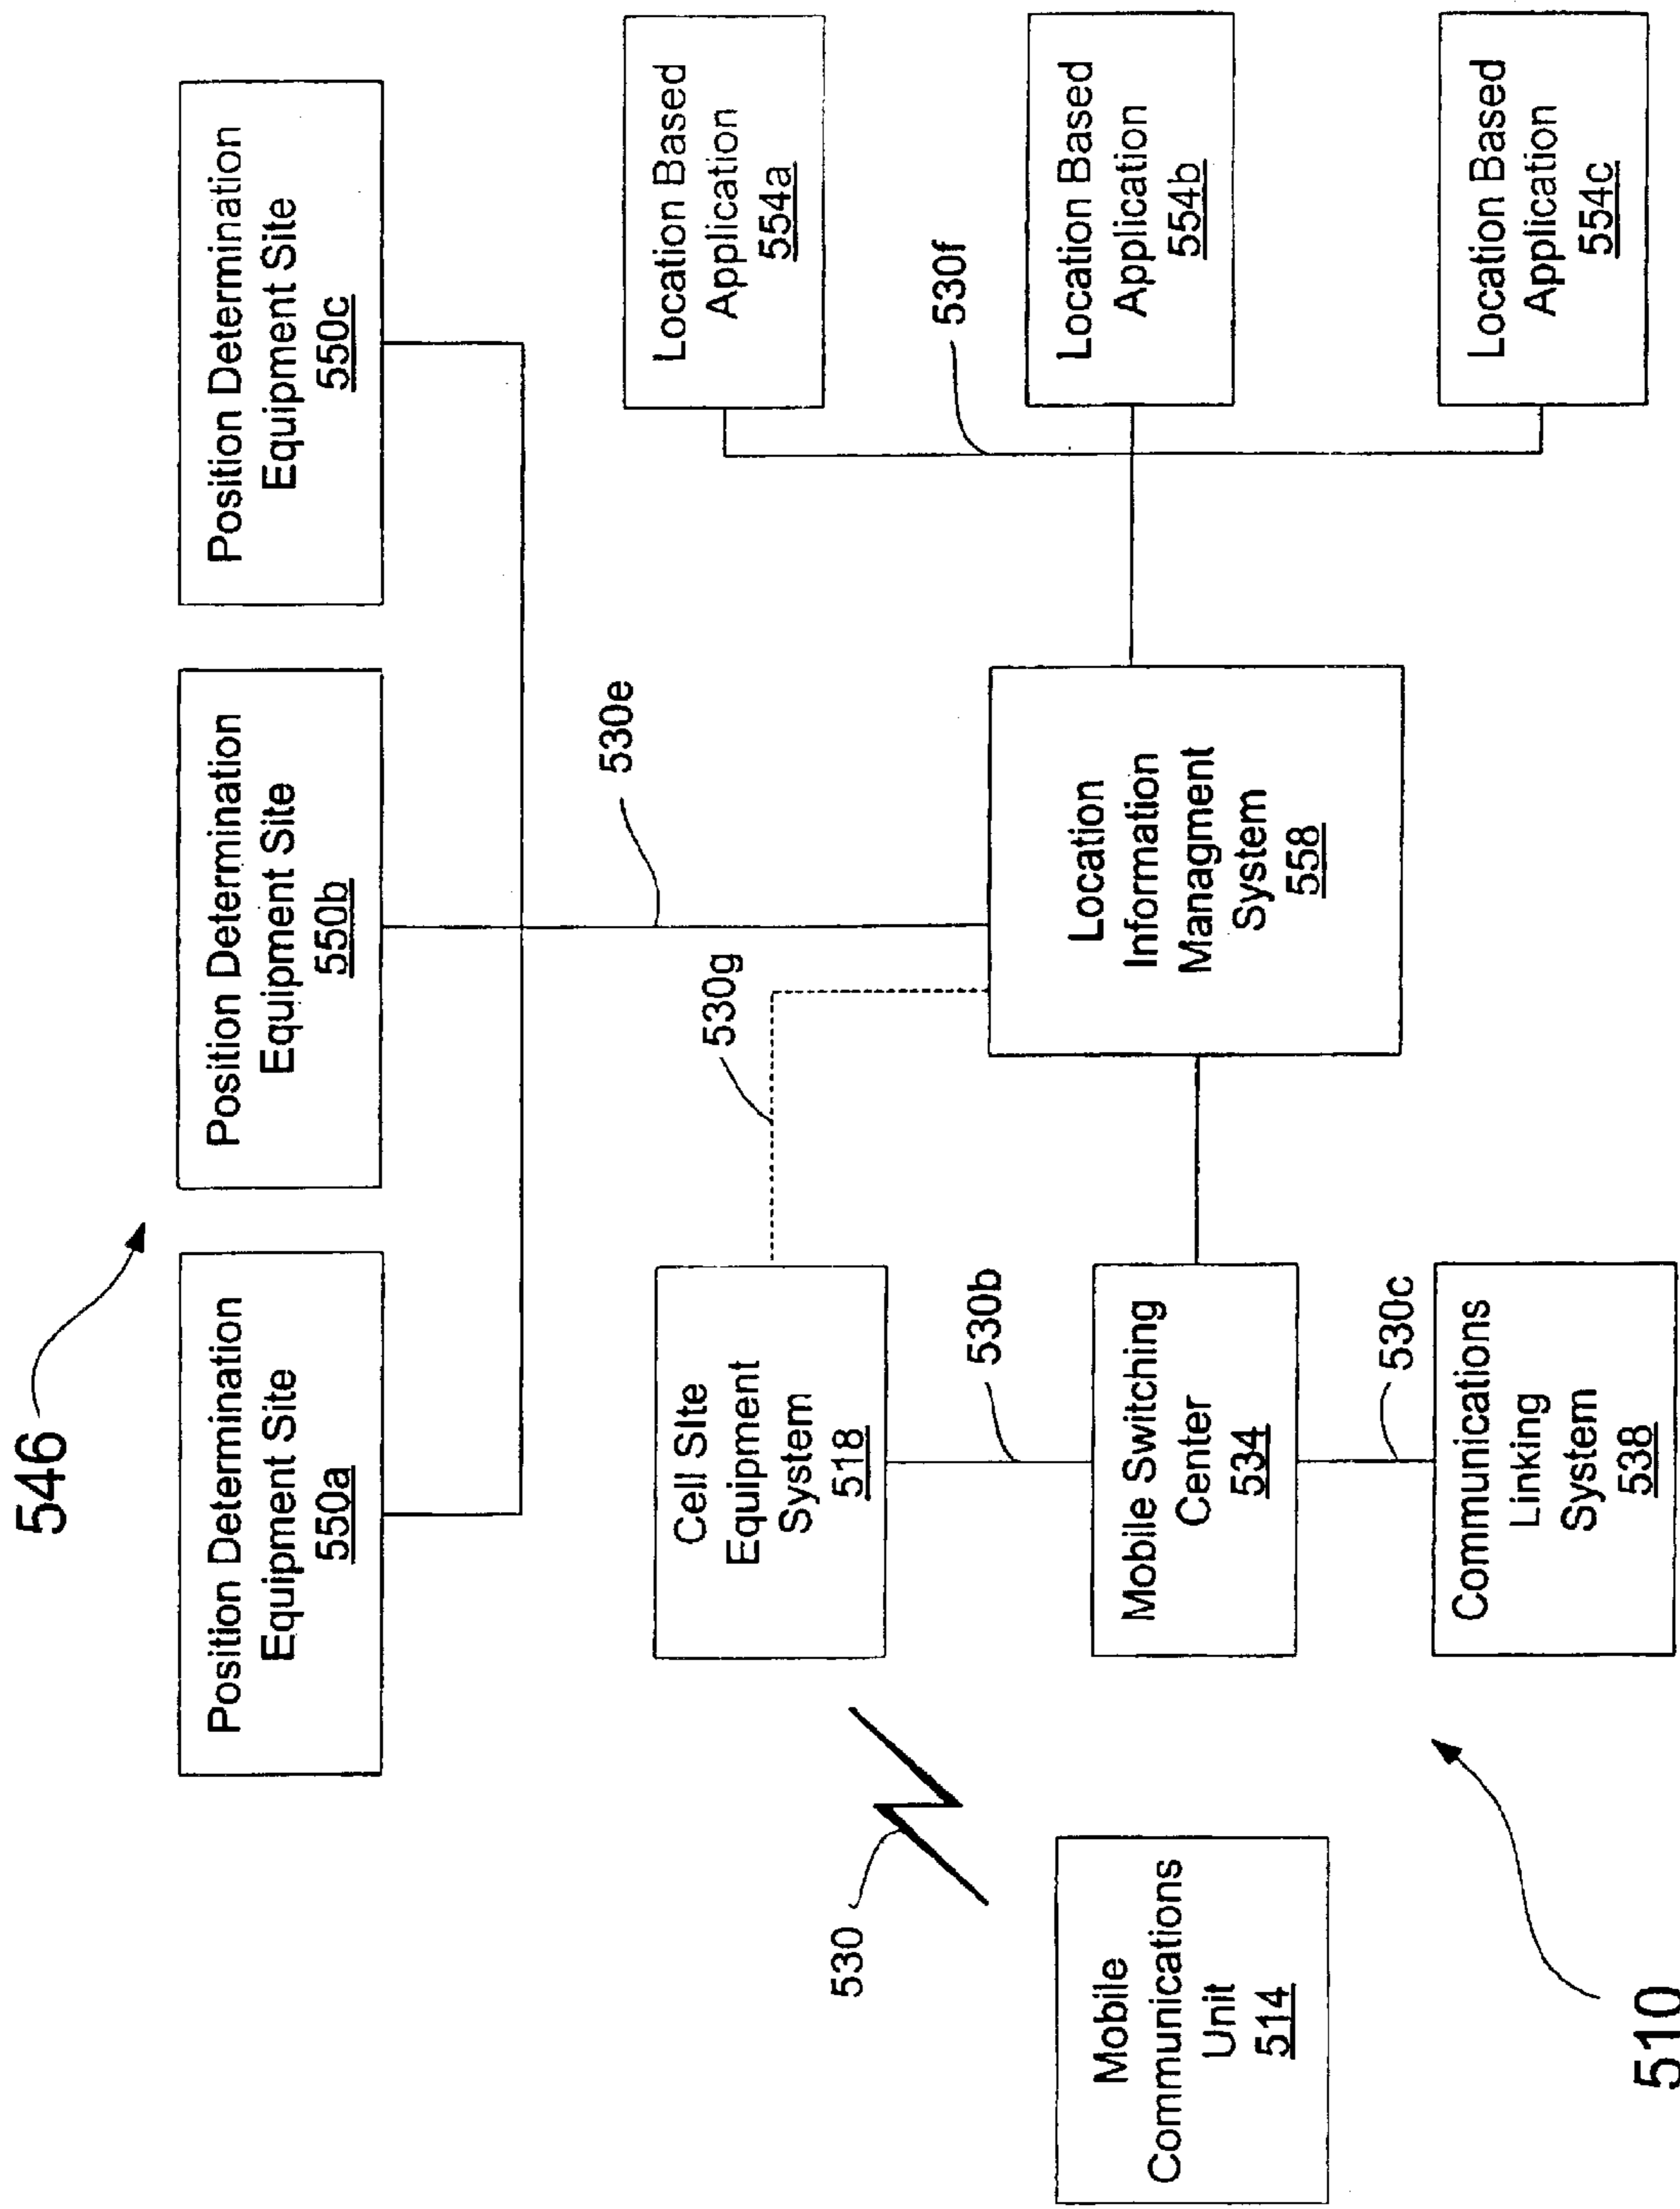 546
Position Determination
Equipment Site
550a
Position Determination
Equipment Site
550b
Position Determination
Equipment Site
550c
530e
530g
530
Cell SIte
Equipment
System
518
530b
Mobile Switching
Center
534
530c
Communications
Linking
System
538
Mobile
Communications
Unit
514
510
Location
Information
Managment
System
558
530f
Location Based
Application
554a
Location Based
Application
554b
Location Based
Application
554c